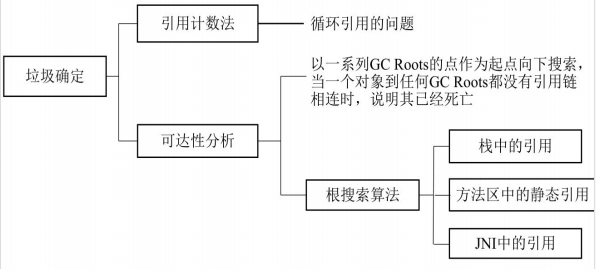 引用计数法
循环引用的问题
垃圾确定
以一系列GC Roots的点作为起点向下搜索，
当一个对象到任何GC Roots都没有引用链
相连时，说明其已经死亡
可达性分析
栈中的引用
根搜索算法
方法区中的静态引用
JNI中的引用